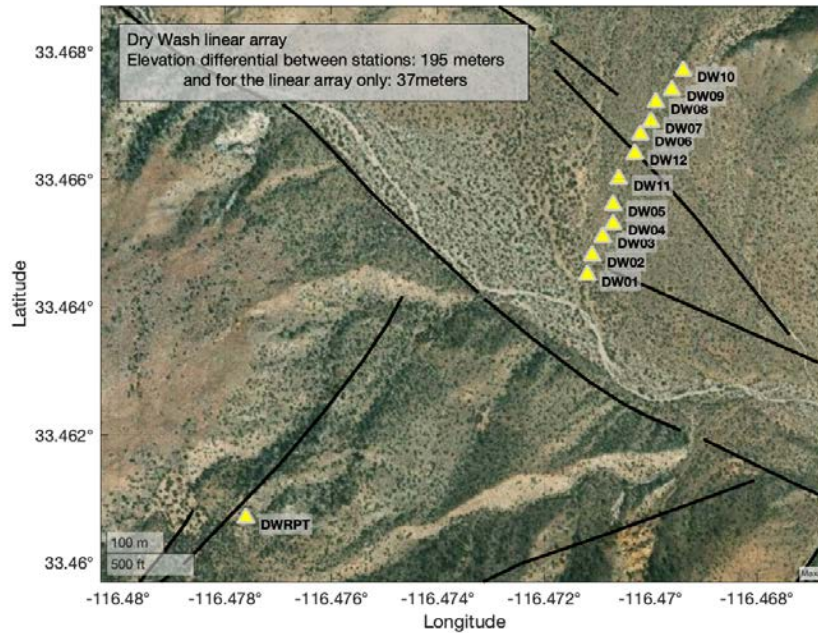 Dry Wash linear array
Elevation differential between stations: 195 meters
and for the linear array only: 37meters
33.468°
33.466°
33.464°
33.462°
33.46°
Latitude
DW10
DW09
DW08
DW07
DW06
DW12
DW11
DW05
DW04
DW03
DW02
DW01
DWRPT
100 m
500 ft
-116.48° -116.478° -116.476° -116.474° -116.472° -116.47° -116.468°
Longitude